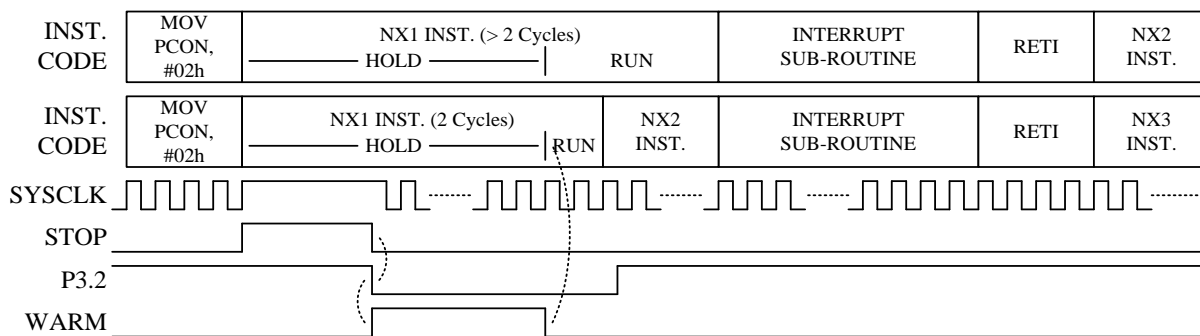 INST.
CODE
MOV
PCON,
#02h
NX1 INST. (> 2 Cycles)
HOLD
RUN
INTERRUPT
SUB-ROUTINE
RETI
NX2
INST.
INST.
CODE
MOV
PCON,
#02h
NX1 INST. (2 Cycles)
HOLD
RUN
NX2
INST.
INTERRUPT
SUB-ROUTINE
RETI
NX3
INST.
SYSCLK
STOP
P3.2
WARM